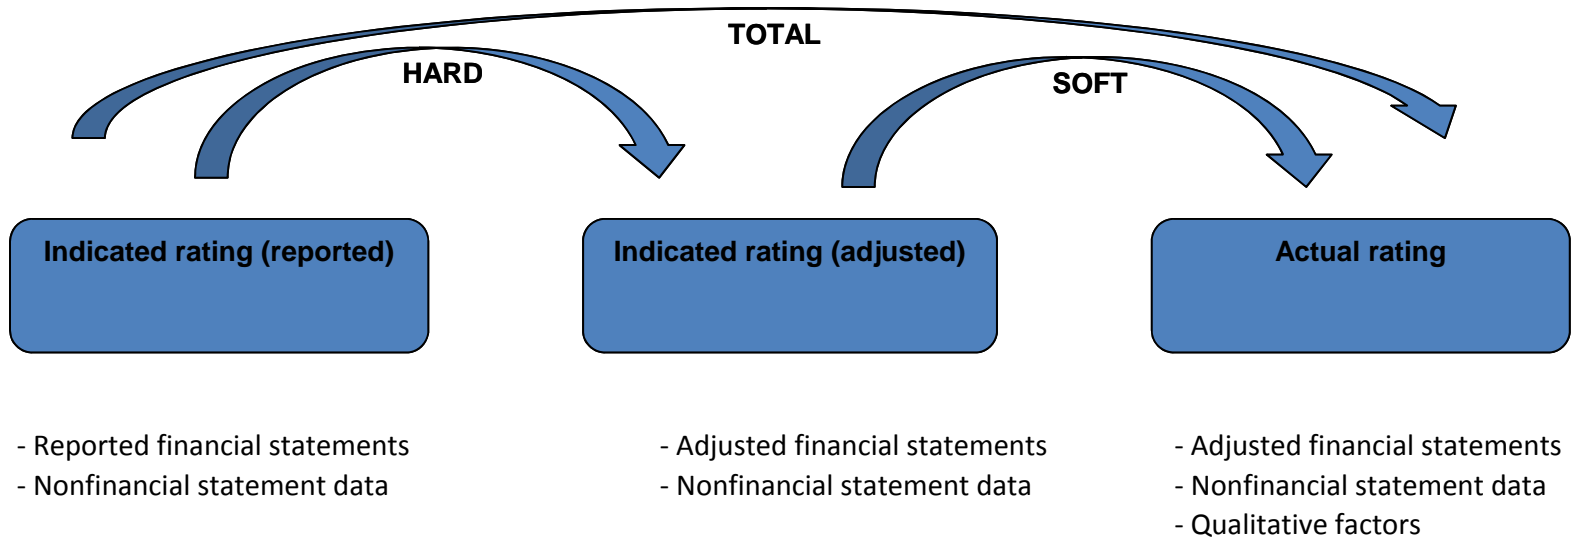 TOTAL
HARD
SOFT
Indicated rating (reported)
Indicated rating (adjusted)
Actual rating
- Reported financial statements
- Nonfinancial statement data
- Adjusted financial statements
- Nonfinancial statement data
- Adjusted financial statements
- Nonfinancial statement data
- Qualitative factors